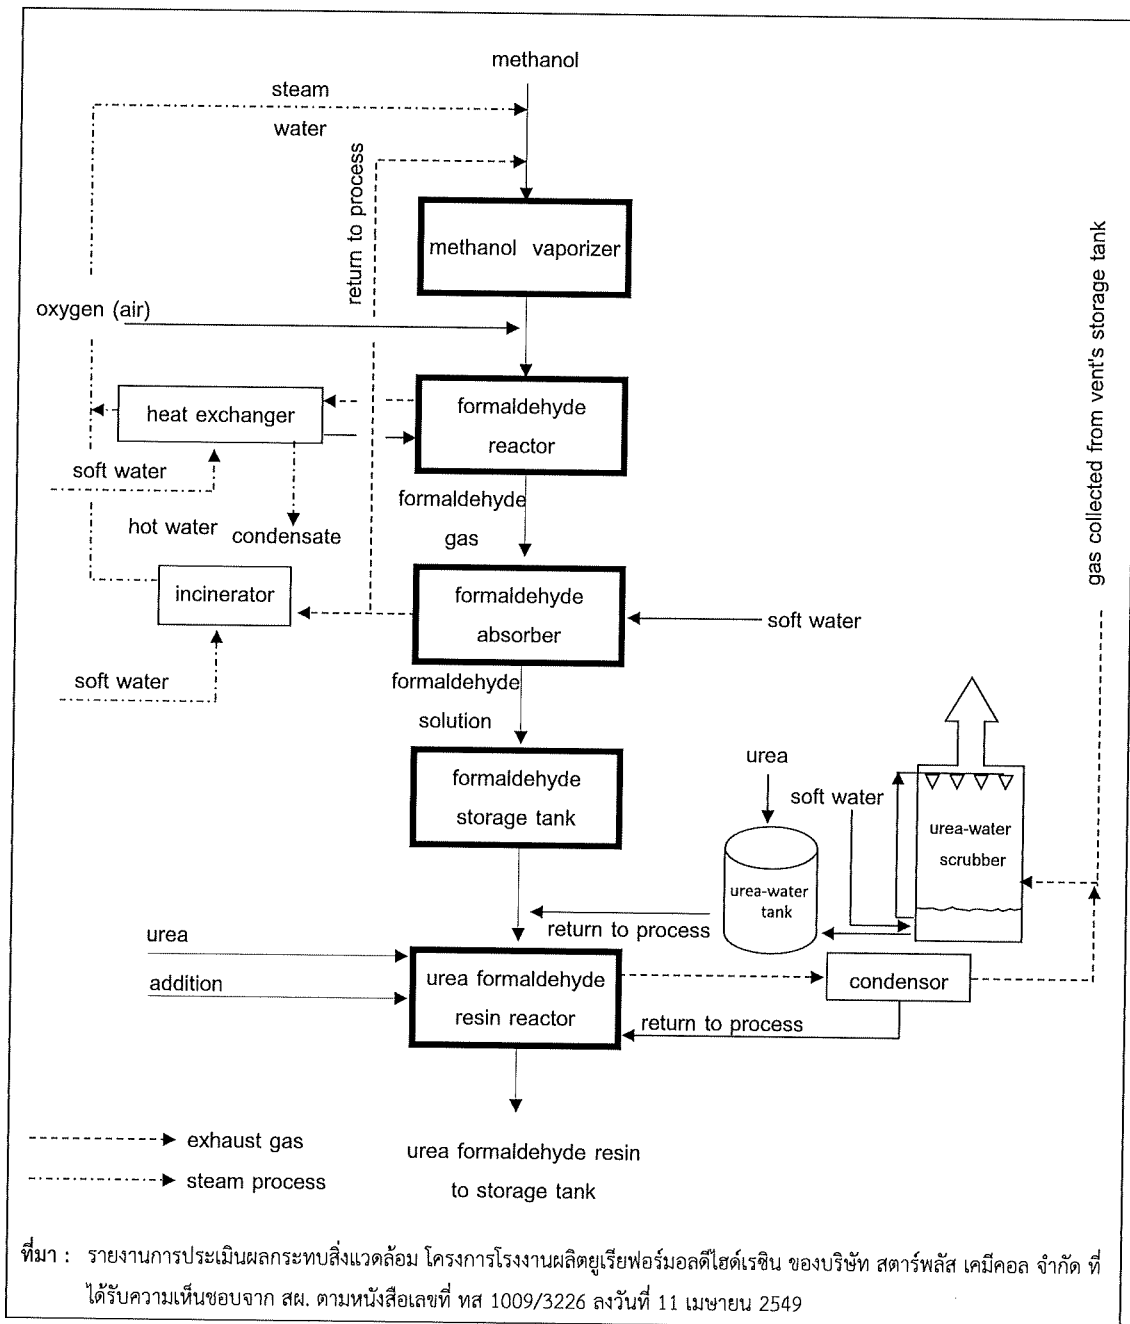 methanol
steam
water
return to process
methanol vaporizer
oxygen (air)
formaldehyde
reactor
heat exchanger
soft water
formaldehyde
gas
hot water
condensate
incinerator
formaldehyde
absorber
soft water
soft water
formaldehyde
solution
gas collected from vent's storage tank
formaldehyde
storage tank
urea
soft water
urea-water
scrubber
urea-water
tank
return to process
urea
addition
urea formaldehyde
resin reactor
condensor
return to process
exhaust gas
steam process
urea formaldehyde resin
to storage tank
ที่มา : รายงานการประเมินผลกระทบสิ่งแวดล้อม โครงการโรงงานผลิตยูเรียฟอร์มอลดีไฮด์เรซิน ของบริษัท สตาร์พลัส เคมีคอล จำกัด ที่
ได้รับความเห็นชอบจาก สผ. ตามหนังสือเลขที่ ทส 1009/3226 ลงวันที่ 11 เมษายน 2549